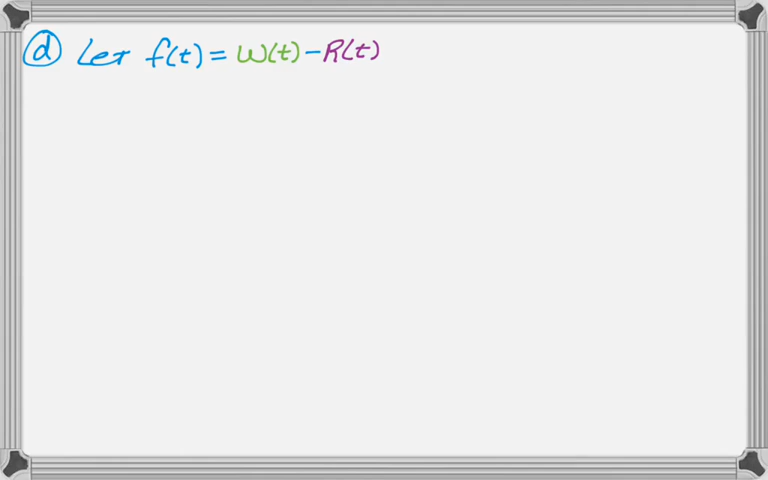 (d) Let f(t) = W(t) - R(t)